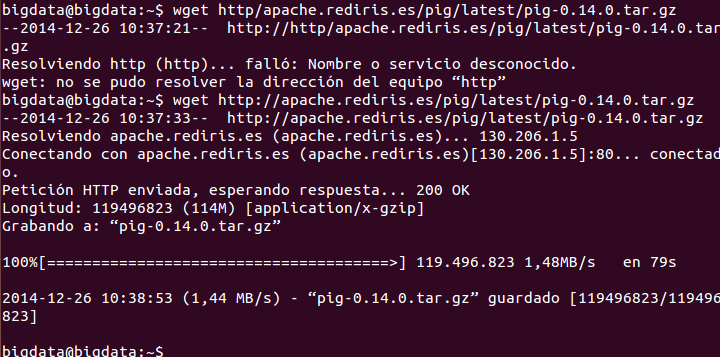 bigdata@bigdata:~$ wget http/apache.rediris.es/pig/latest/pig-0.14.0.tar.gz
--2014-12-26 10:37:21--  http://http/apache.rediris.es/pig/latest/pig-0.14.0.tar
.gz
Resolviendo http (http)... falló: Nombre o servicio desconocido.
wget: no se pudo resolver la dirección del equipo “http”
bigdata@bigdata:~$ wget http://apache.rediris.es/pig/latest/pig-0.14.0.tar.gz
--2014-12-26 10:37:33--  http://apache.rediris.es/pig/latest/pig-0.14.0.tar.gz
Resolviendo apache.rediris.es (apache.rediris.es)... 130.206.1.5
Conectando con apache.rediris.es (apache.rediris.es)[130.206.1.5]:80... conectad
o.
Petición HTTP enviada, esperando respuesta... 200 OK
Longitud: 119496823 (114M) [application/x-gzip]
Grabando a: “pig-0.14.0.tar.gz”
100%[======================================>] 119.496.823 1,48MB/s   en 79s
2014-12-26 10:38:53 (1,44 MB/s) - “pig-0.14.0.tar.gz” guardado [119496823/119496
823]
bigdata@bigdata:~$